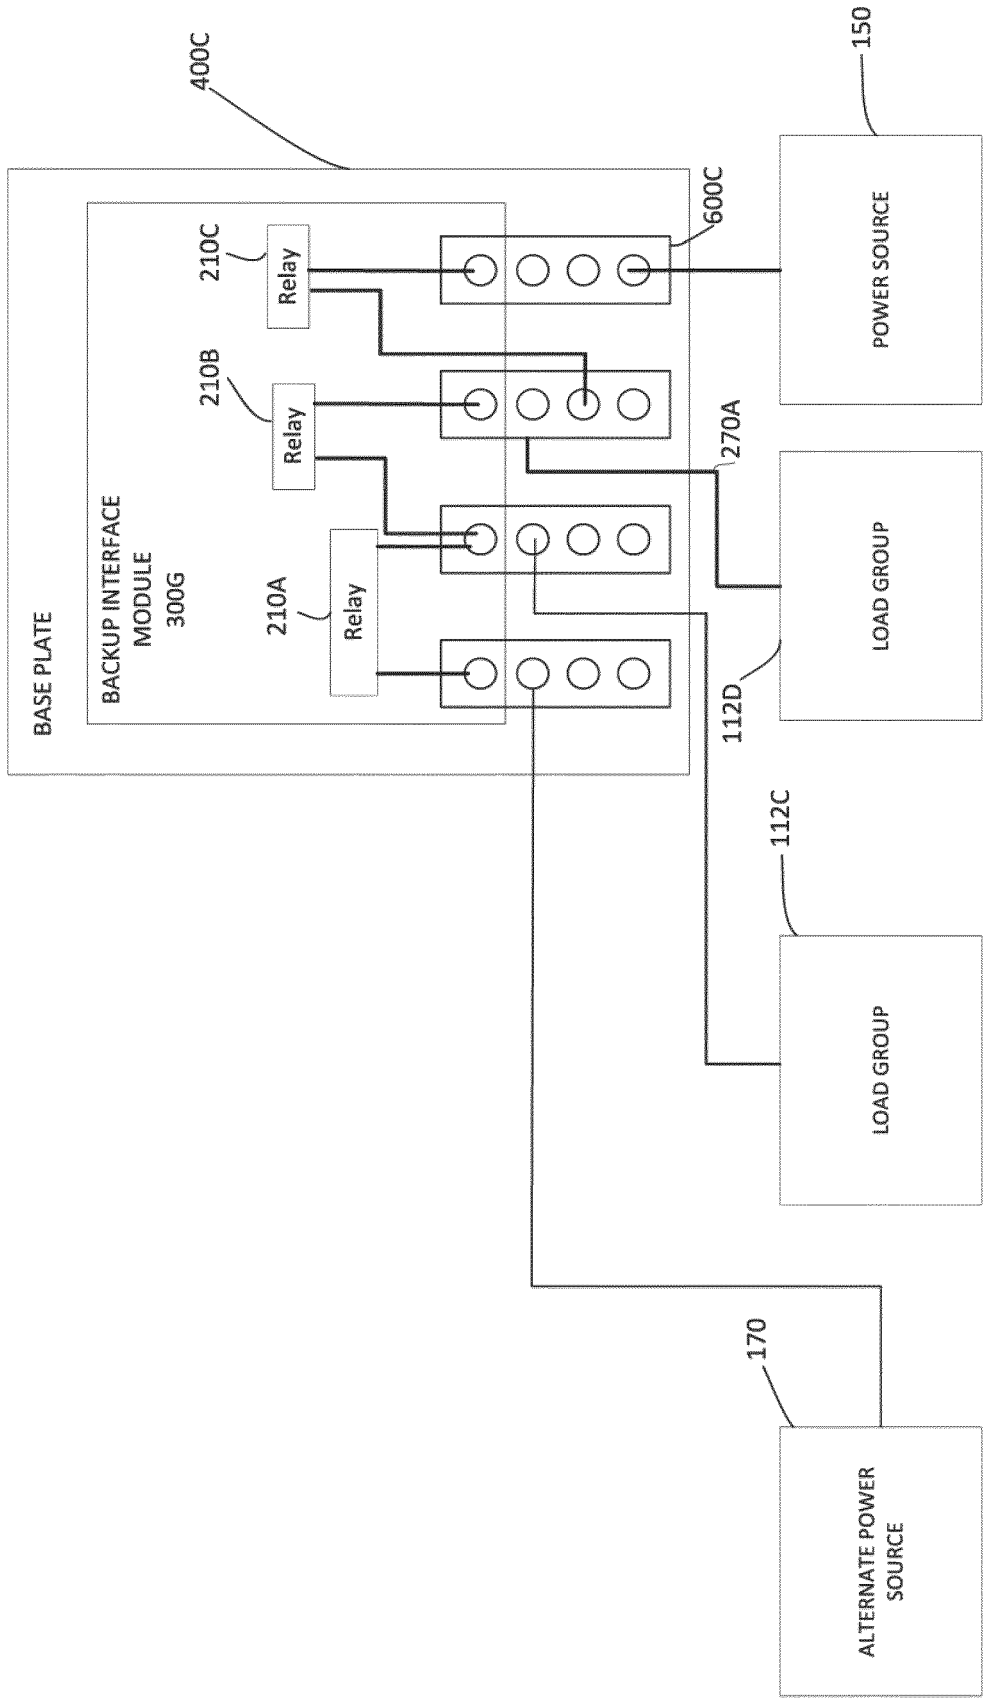 BASE PLATE
400C
BACKUP INTERFACE
MODULE
300G
210A
Relay
210B
Relay
210C
Relay
600C
270A
170
ALTERNATE POWER
SOURCE
112C
LOAD GROUP
112D
LOAD GROUP
150
POWER SOURCE